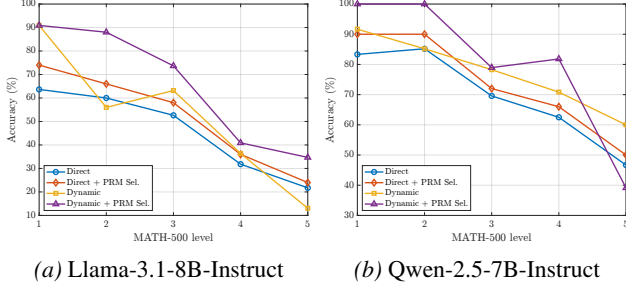 100
90
80
70
60
50
40
30
20
10
Accuracy (%)
1
2
3
4
5
MATH-500 level
Direct
Direct + PRM Sel.
Dynamic
Dynamic + PRM Sel.
(a) Llama-3.1-8B-Instruct
100
90
80
70
60
50
40
30
Accuracy (%)
1
2
3
4
5
MATH-500 level
Direct
Direct + PRM Sel.
Dynamic
Dynamic + PRM Sel.
(b) Qwen-2.5-7B-Instruct